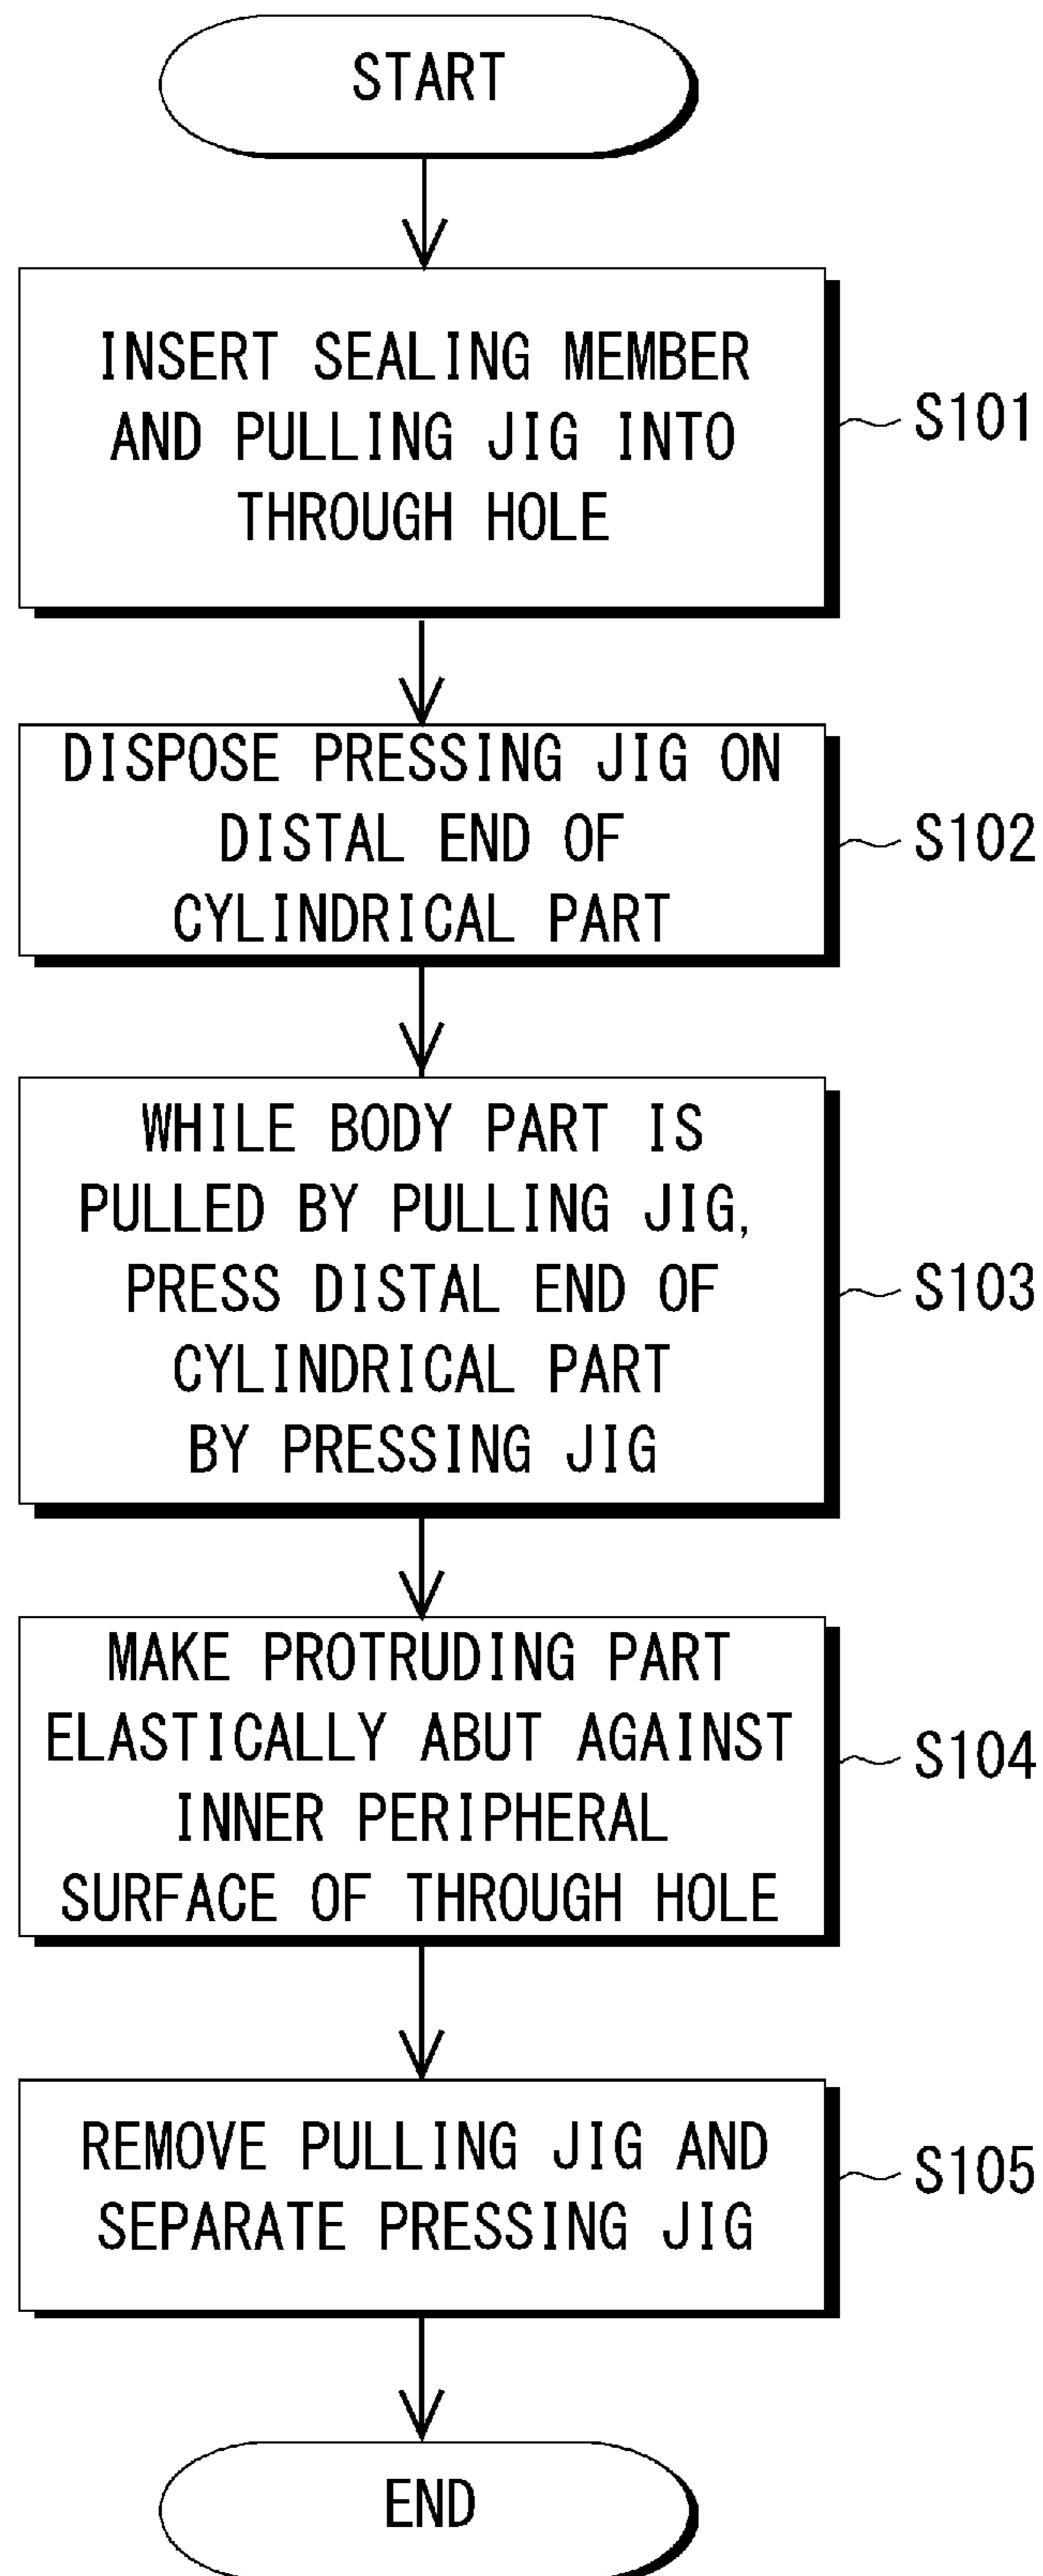 START
INSERT SEALING MEMBER
AND PULLING JIG INTO
THROUGH HOLE
S101
DISPOSE PRESSING JIG ON
DISTAL END OF
CYLINDRICAL PART
S102
WHILE BODY PART IS
PULLED BY PULLING JIG,
PRESS DISTAL END OF
CYLINDRICAL PART
BY PRESSING JIG
S103
MAKE PROTRUDING PART
ELASTICALLY ABUT AGAINST
INNER PERIPHERAL
SURFACE OF THROUGH HOLE
S104
REMOVE PULLING JIG AND
SEPARATE PRESSING JIG
S105
END